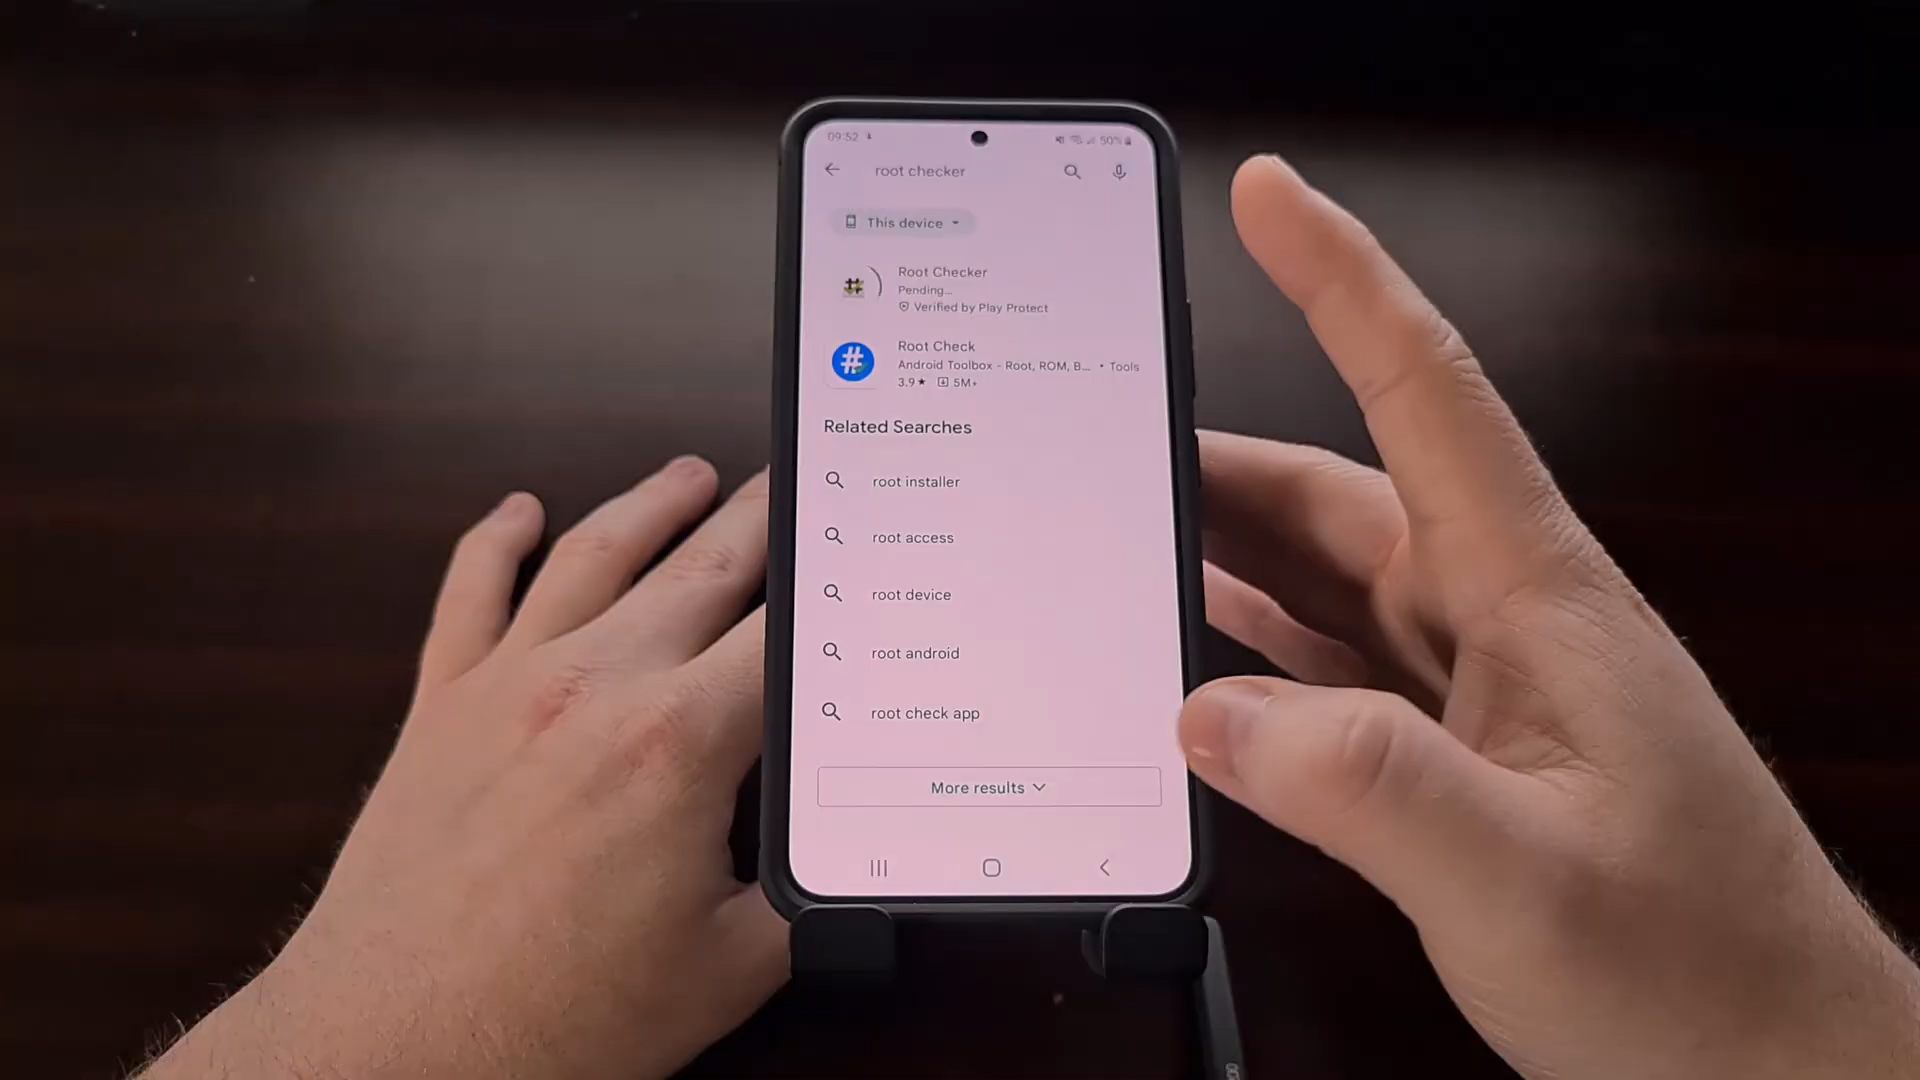 09:52
50%
root checker
This device
Root Checker
Pending...
Verified by Play Protect
Root Check
Android Toolbox - Root, ROM, B... • Tools
3.9★ 5M+
Related Searches
root installer
root access
root device
root android
root check app
More results